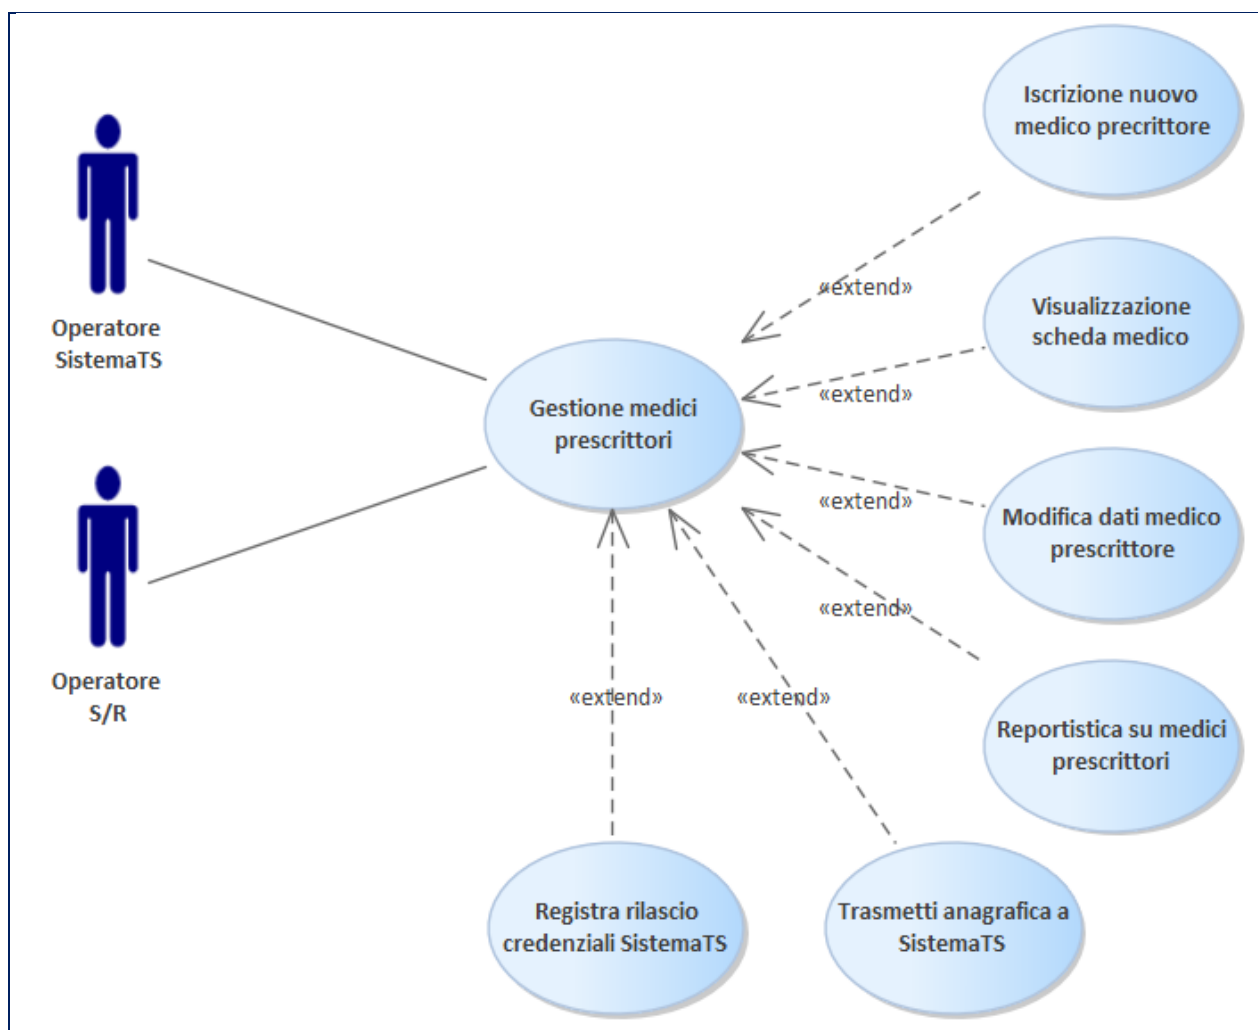 Iscrizione nuovo
medico precrittore
Operatore
SistemaTS
«extend»
Visualizzazione
scheda medico
«extend»
Gestione medici
prescrittori
«extend»
Modifica dati medico
prescrittore
«extend»
Operatore
S/R
«extend»
«extend»
Reportistica su medici
prescrittori
Registra rilascio
credenziali SistemaTS
Trasmetti anagrafica a
SistemaTS